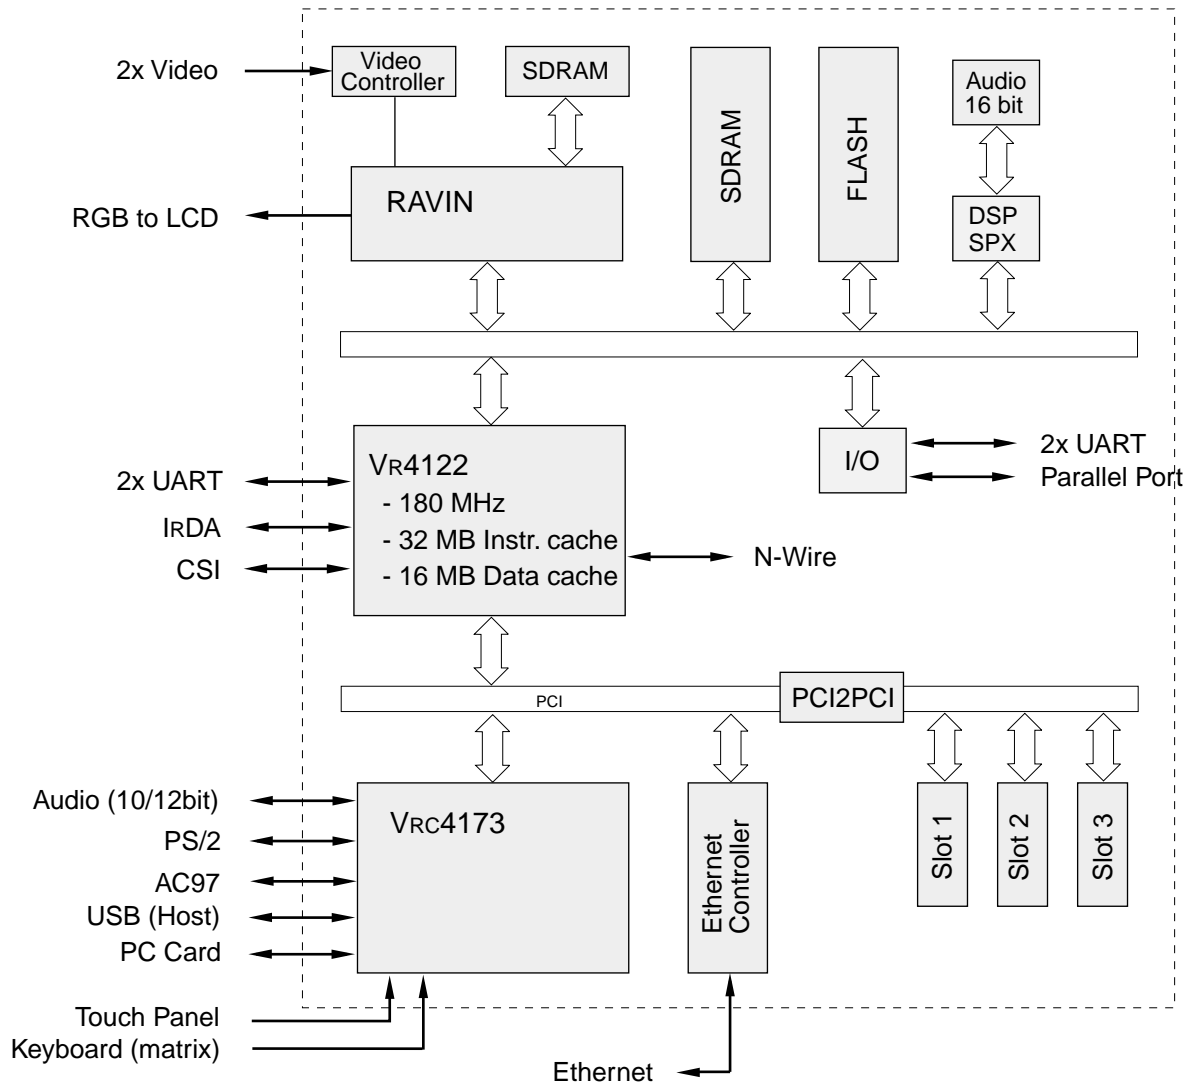 2x Video
Video
Controller
SDRAM
SDRAM
FLASH
Audio
16 bit
RGB to LCD
RAVIN
DSP
SPX
2x UART
IRDA
CSI
VR4122
- 180 MHz
- 32 MB Instr. cache
- 16 MB Data cache
N-Wire
I/O
2x UART
Parallel Port
PCI
PCI2PCI
Audio (10/12bit)
PS/2
AC97
USB (Host)
PC Card
VRC4173
Ethernet
Controller
Slot 1
Slot 2
Slot 3
Touch Panel
Keyboard (matrix)
Ethernet